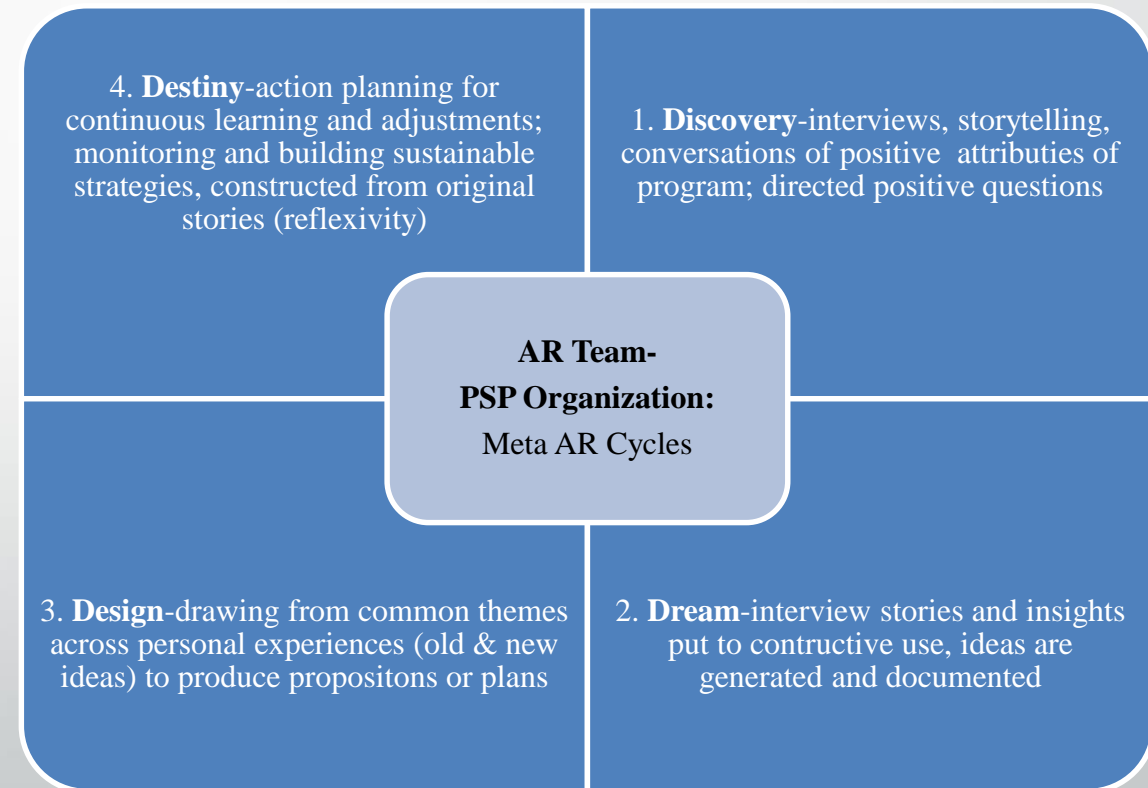 4. Destiny-action planning for
continuous learning and adjustments;
monitoring and building sustainable
strategies, constructed from original
stories (reflexivity)
1. Discovery-interviews, storytelling,
conversations of positive attributies of
program; directed positive questions
AR Team-
PSP Organization:
Meta AR Cycles
3. Design-drawing from common themes
across personal experiences (old & new
ideas) to produce propositons or plans
2. Dream-interview stories and insights
put to contructive use, ideas are
generated and documented